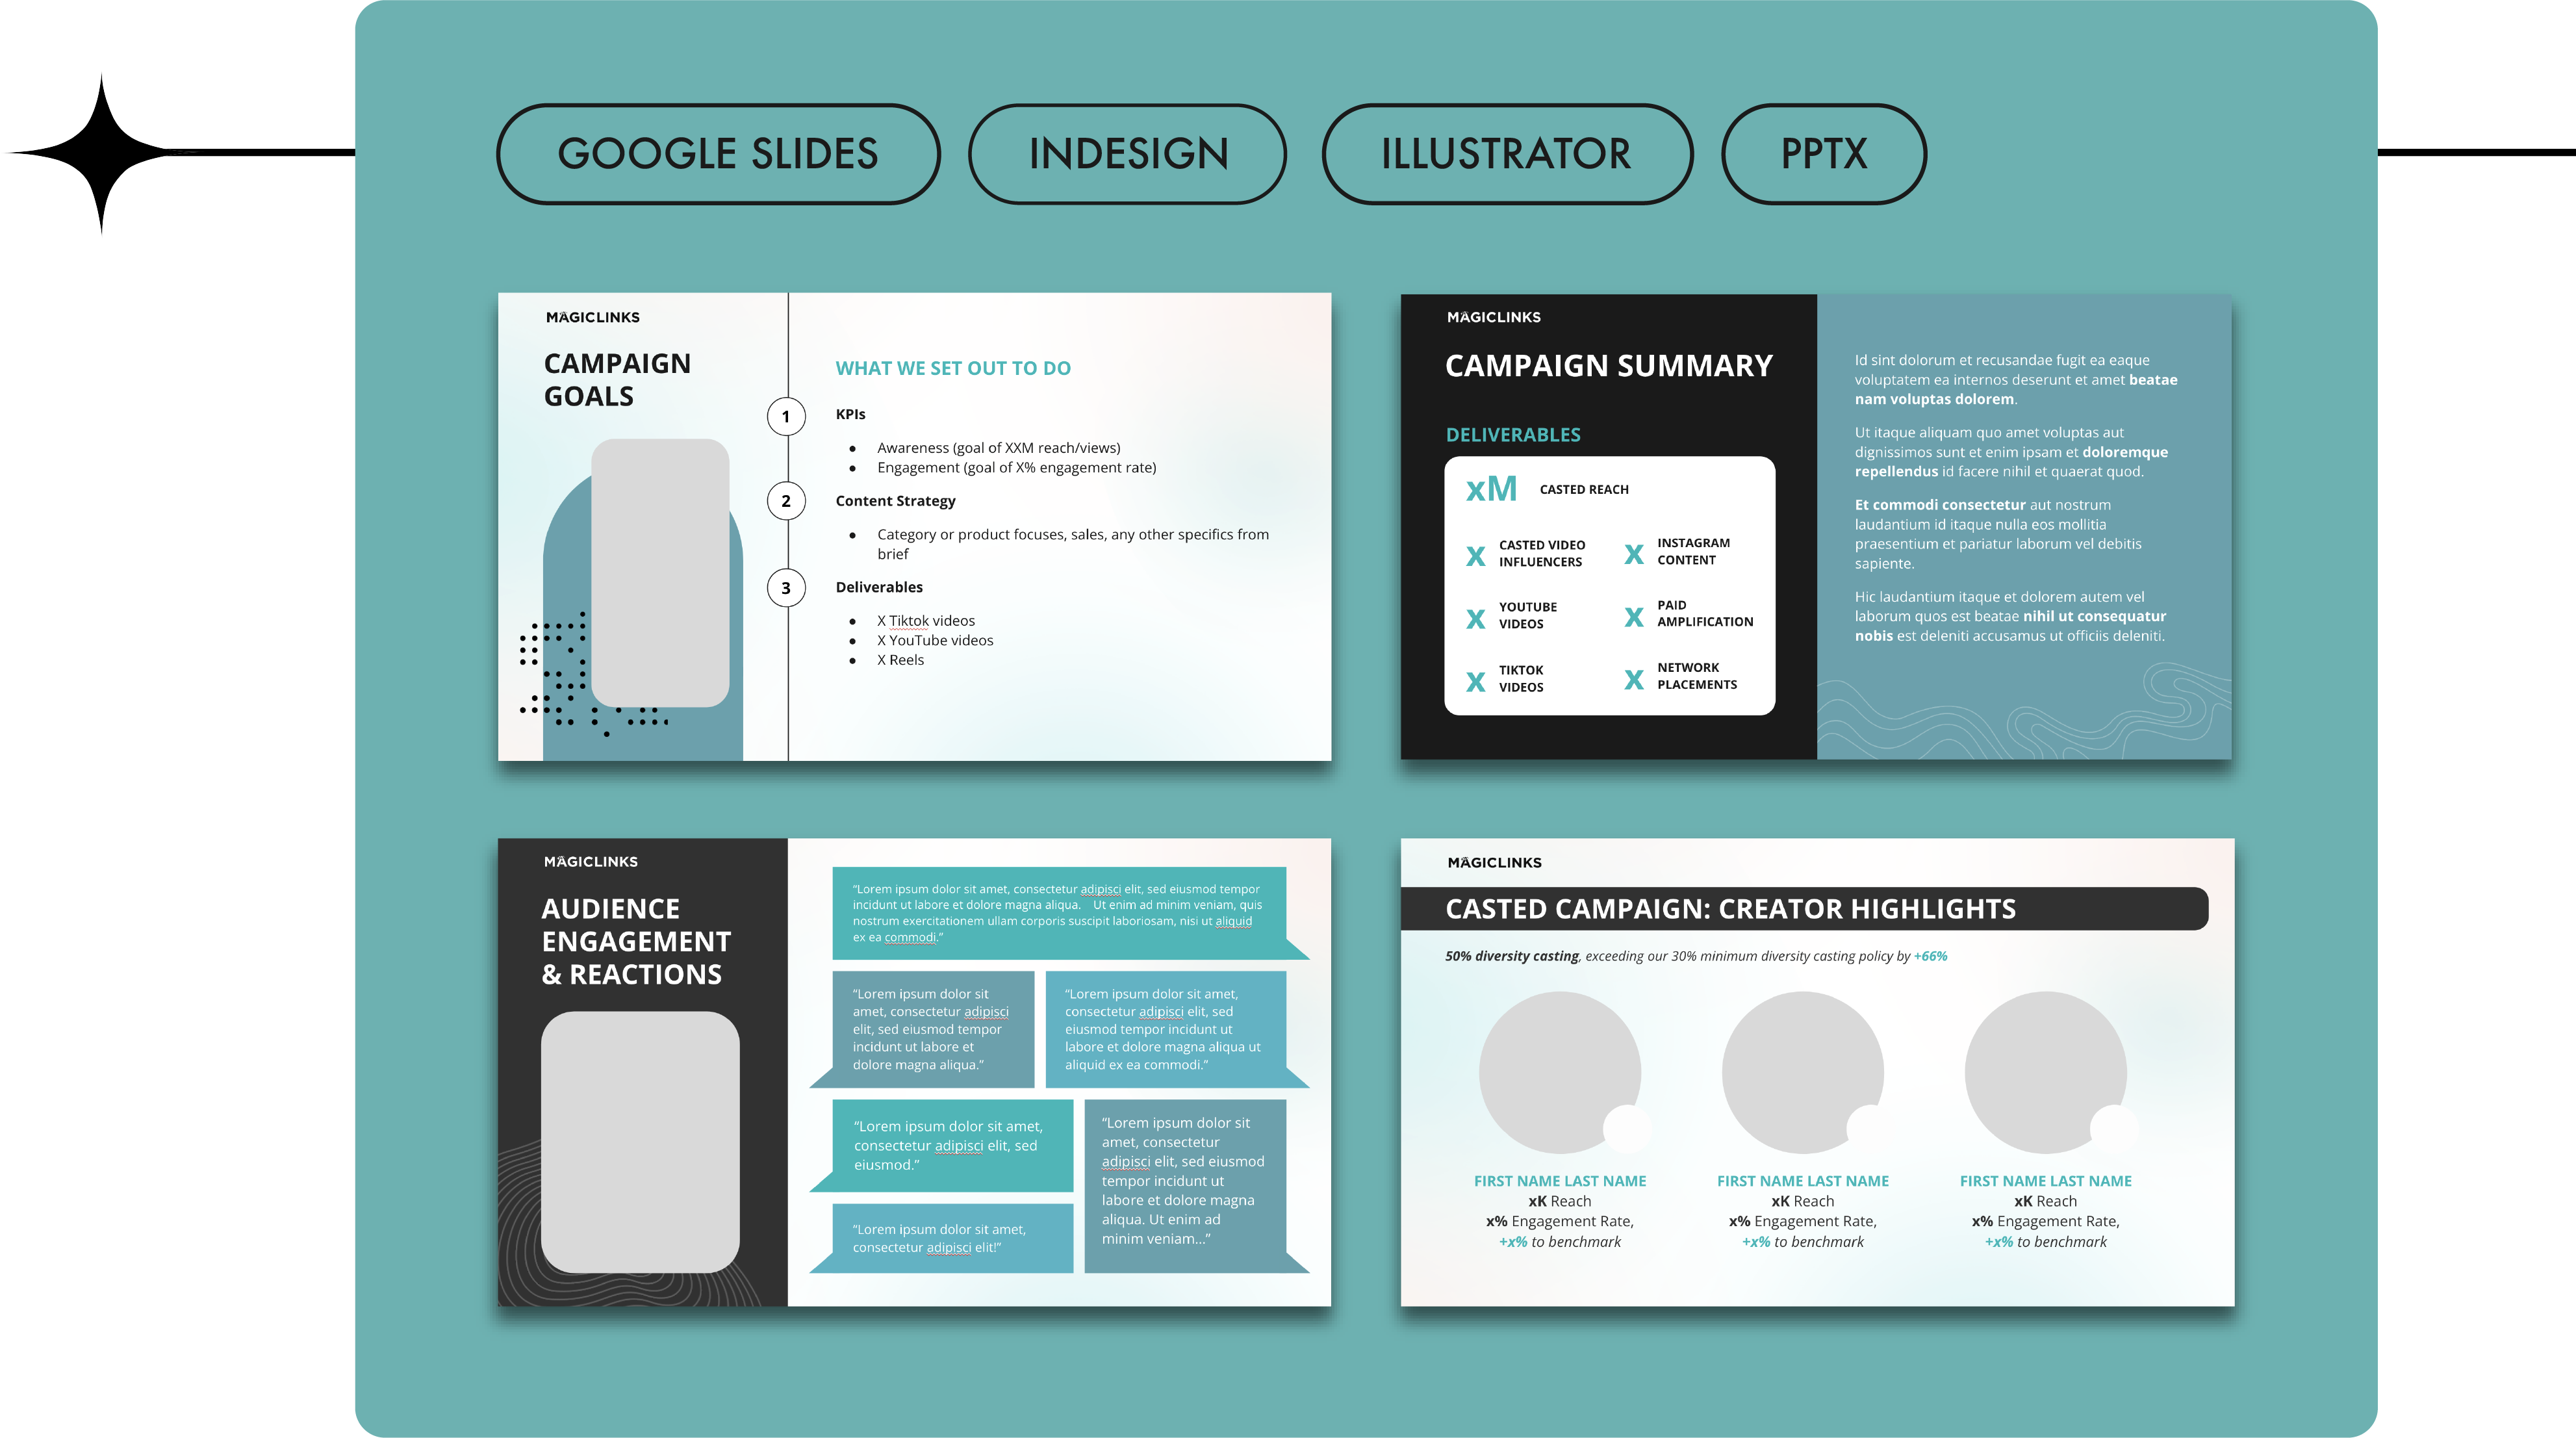 GOOGLE SLIDES
INDESIGN
ILLUSTRATOR
PPTX
MAGICLINKS
CAMPAIGN
GOALS
WHAT WE SET OUT TO DO
1
KPIs
● Awareness (goal of XXM reach/views)
● Engagement (goal of X% engagement rate)
2
Content Strategy
● Category or product focuses, sales, any other specifics from
brief
3
Deliverables
● X Tiktok videos
● X YouTube videos
● X Reels
MAGICLINKS
CAMPAIGN SUMMARY
DELIVERABLES
xM CASTED REACH
x CASTED VIDEO
INFLUENCERS
x INSTAGRAM
CONTENT
x YOUTUBE
VIDEOS
x PAID
AMPLIFICATION
x TIKTOK
VIDEOS
x NETWORK
PLACEMENTS
Id sint dolorum et recusandae fugit ea eaque
voluptatem ea internos deserunt et amet beatae
nam voluptas dolorem.
Ut itaque aliquam quo amet voluptas aut
dignissimos sunt et enim ipsam et doloremque
repellendus id facere nihil et quaerat quod.
Et commodi consectetur aut nostrum
laudantium id itaque nulla eos mollitia
praesentium et pariatur laborum vel debitis
sapiente.
Hic laudantium itaque et dolorem autem vel
laborum quos est beatae nihil ut consequatur
nobis est deleniti accusamus ut officiis deleniti.
MAGICLINKS
AUDIENCE
ENGAGEMENT
& REACTIONS
“Lorem ipsum dolor sit amet, consectetur adipisci elit, sed eiusmod tempor
incidunt ut labore et dolore magna aliqua. Ut enim ad minim veniam, quis
nostrum exercitationem ullam corporis suscipit laboriosam, nisi ut aliquid
ex ea commodi.”
“Lorem ipsum dolor sit
amet, consectetur adipisci
elit, sed eiusmod tempor
incidunt ut labore et
dolore magna aliqua.”
“Lorem ipsum dolor sit amet,
consectetur adipisci elit, sed
eiusmod tempor incidunt ut
labore et dolore magna aliqua ut
aliquid ex ea commodi.”
“Lorem ipsum dolor sit amet,
consectetur adipisci elit, sed
eiusmod.”
“Lorem ipsum dolor sit
amet, consectetur
adipisci elit, sed eiusmod
tempor incidunt ut
labore et dolore magna
aliqua. Ut enim ad
minim veniam...”
“Lorem ipsum dolor sit amet,
consectetur adipisci elit!”
MAGICLINKS
CASTED CAMPAIGN: CREATOR HIGHLIGHTS
50% diversity casting, exceeding our 30% minimum diversity casting policy by +66%
FIRST NAME LAST NAME
xK Reach
x% Engagement Rate,
+x% to benchmark
FIRST NAME LAST NAME
xK Reach
x% Engagement Rate,
+x% to benchmark
FIRST NAME LAST NAME
xK Reach
x% Engagement Rate,
+x% to benchmark